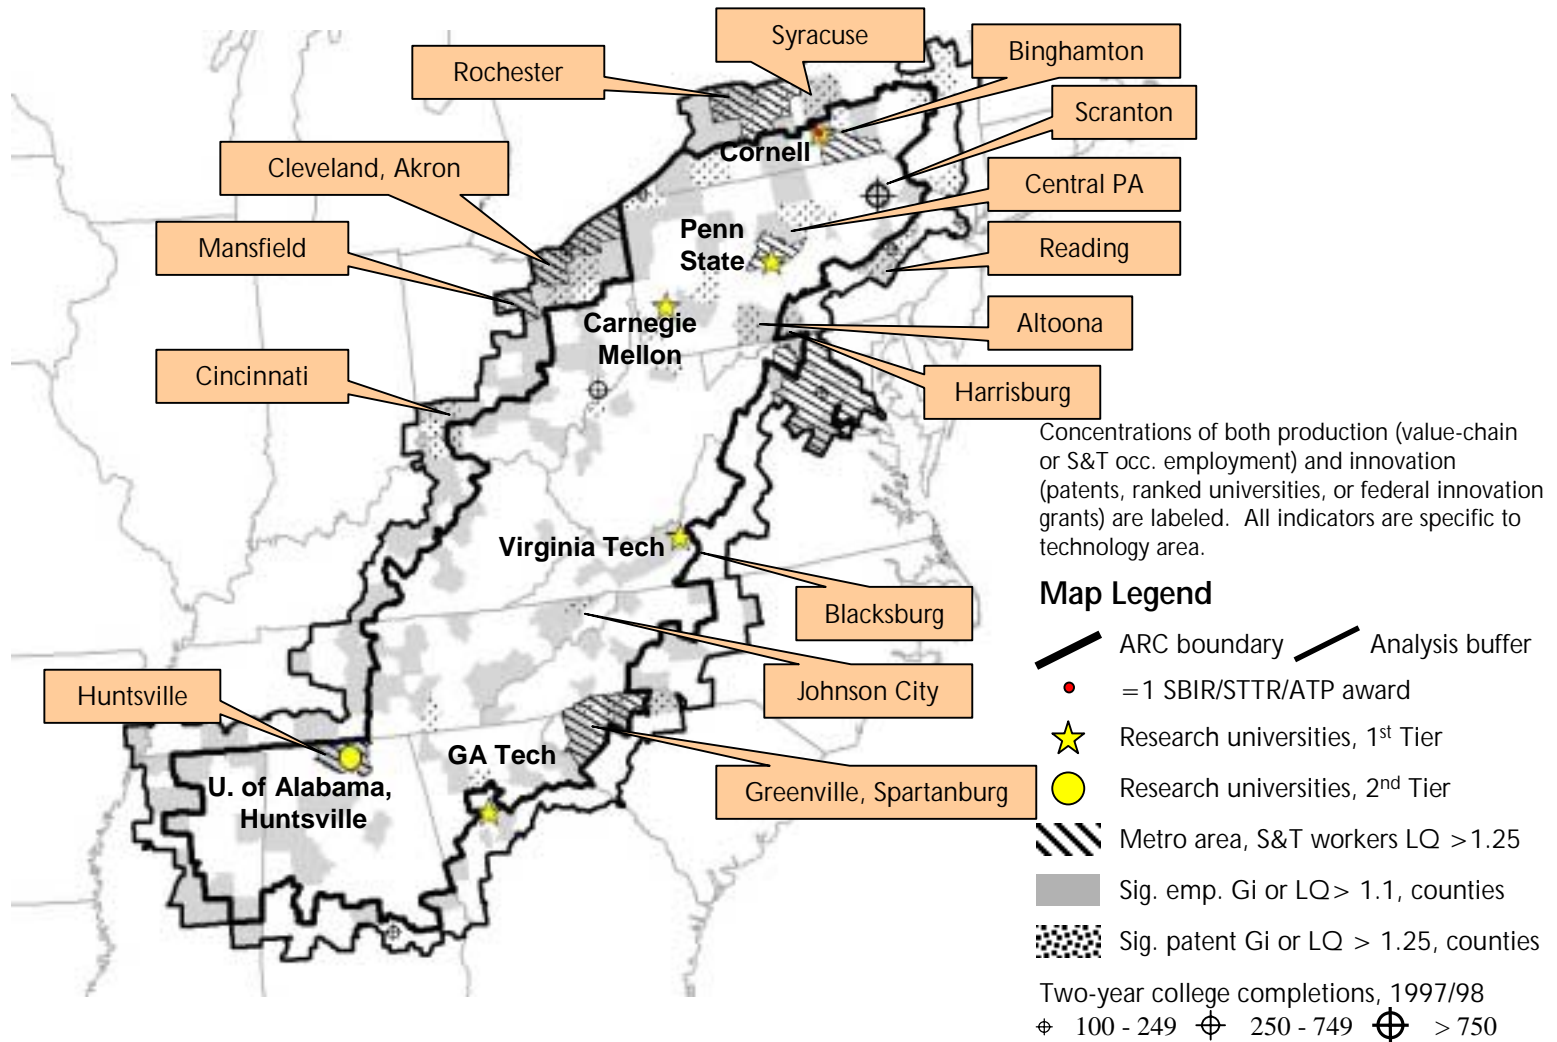 Syracuse
Binghamton
Rochester
Scranton
Cornell
Cleveland, Akron
Central PA
Penn
State
Mansfield
Reading
Carnegie
Mellon
Altoona
Cincinnati
Harrisburg
Concentrations of both production (value-chain
or S&T occ. employment) and innovation
(patents, ranked universities, or federal innovation
grants) are labeled. All indicators are specific to
technology area.
Virginia Tech
Blacksburg
Map Legend
ARC boundary
Analysis buffer
Huntsville
Johnson City
=1 SBIR/STTR/ATP award
GA Tech
Research universities, 1st Tier
U. of Alabama,
Huntsville
Greenville, Spartanburg
Research universities, 2nd Tier
Metro area, S&T workers LQ >1.25
Sig. emp. Gi or LQ> 1.1, counties
Sig. patent Gi or LQ > 1.25, counties
Two-year college completions, 1997/98
100 - 249 250 - 749 > 750